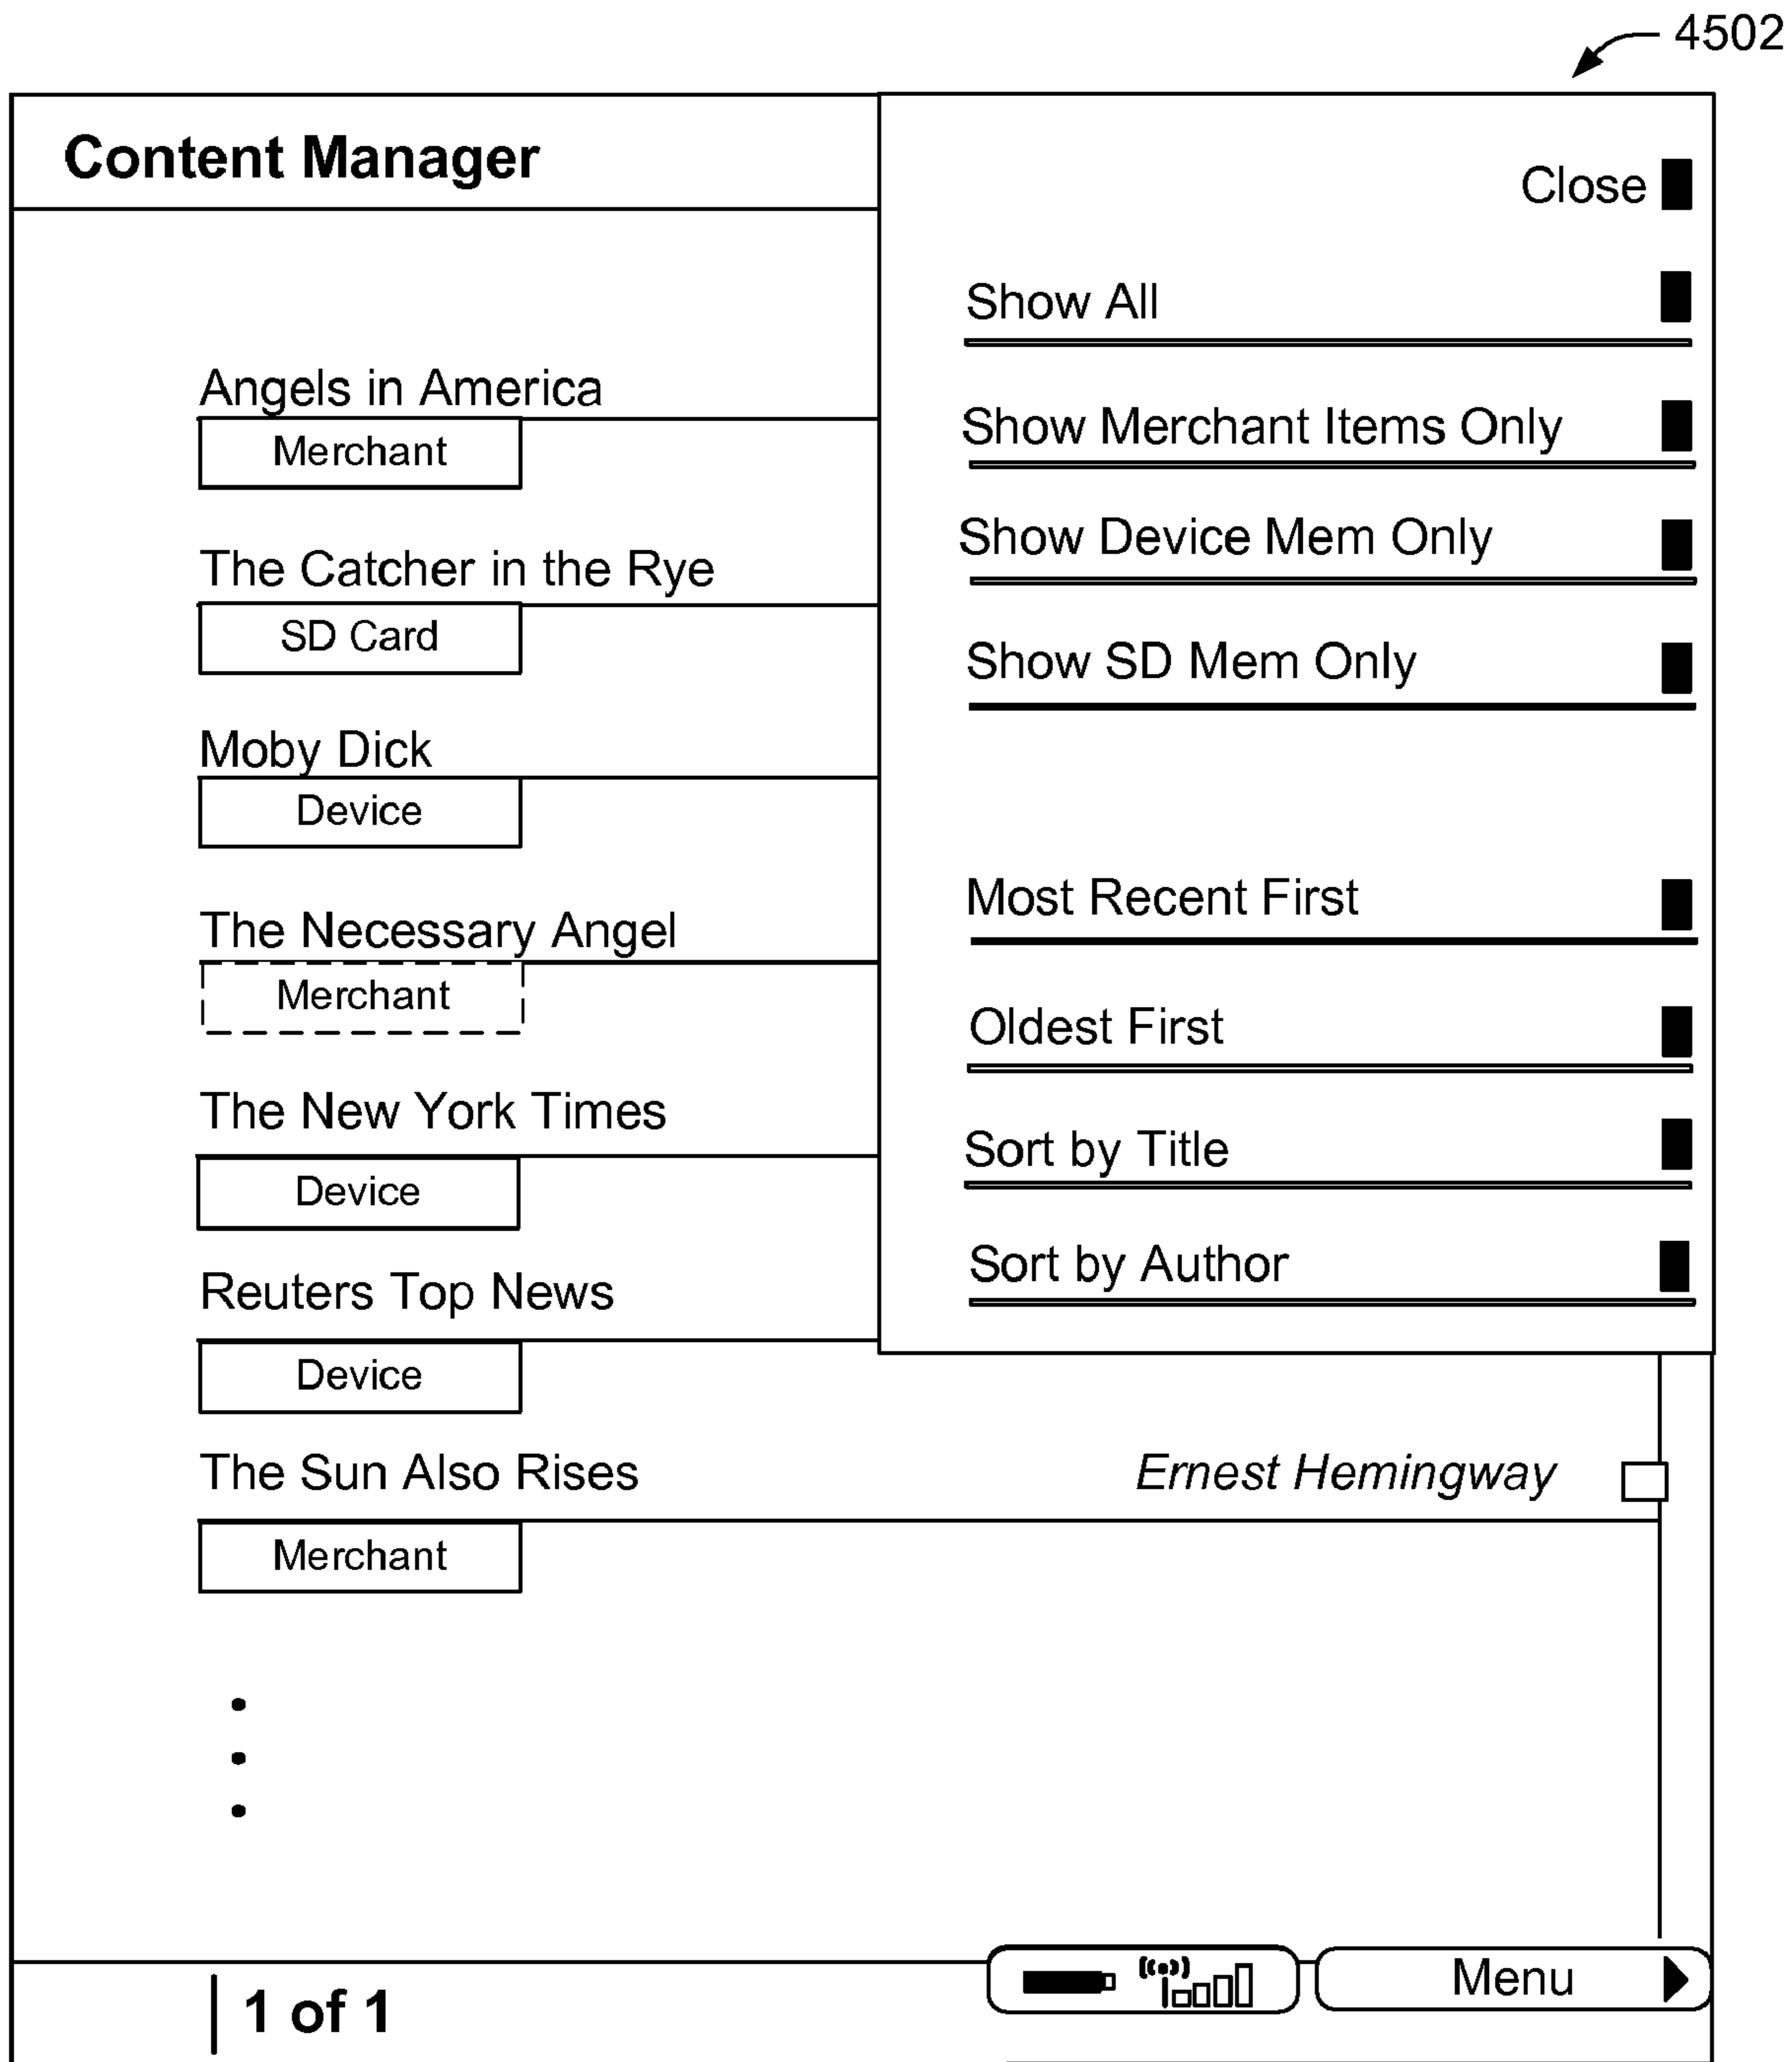 4502
Content Manager
Close
Show All
Angels in America
Merchant
Show Merchant Items Only
The Catcher in the Rye
SD Card
Show Device Mem Only
Show SD Mem Only
Moby Dick
Device
Most Recent First
The Necessary Angel
Merchant
Oldest First
The New York Times
Device
Sort by Title
Reuters Top News
Device
Sort by Author
The Sun Also Rises Ernest Hemingway
Merchant
1 of 1
Menu